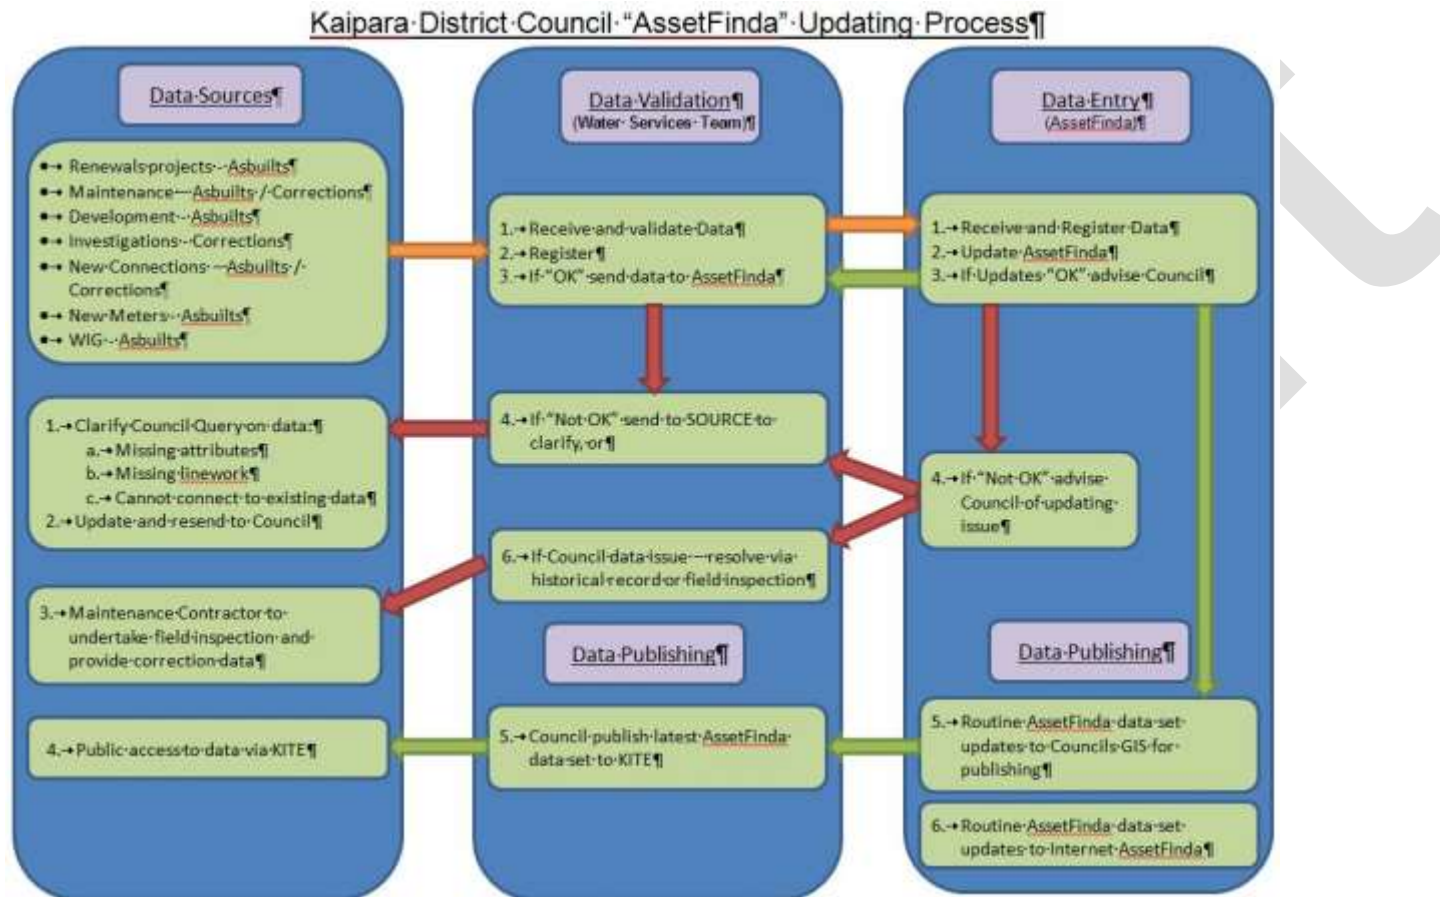 Kaipara·District·Council·“AssetFinda”·Updating·Process¶
Data·Sources¶
●→ Renewals·projects·-·Asbuilts¶
●→ Maintenance·–·Asbuilts·/·Corrections¶
●→ Development·-·Asbuilts¶
●→ Investigations·-·Corrections¶
●→ New·Connections·–·Asbuilts·/·
Corrections¶
●→ New·Meters·-·Asbuilts¶
●→ WIG·-·Asbuilts¶
1.→Clarify·Council·Query·on·data:¶
a.→Missing·attributes¶
b.→Missing·linework¶
c.→Cannot·connect·to·existing·data¶
2.→Update·and·resend·to·Council¶
3.→Maintenance·Contractor·to·
undertake·field·inspection·and·
provide·correction·data¶
4.→Public·access·to·data·via·KITE¶
Data·Validation¶
(Water·Services·Team)¶
1.→Receive·and·validate·Data¶
2.→Register¶
3.→If·“OK”·send·data·to·AssetFinda¶
4.→If·“Not·OK”·send·to·SOURCE·to·
clarify,·or¶
6.→If·Council·data·issue·–·resolve·via·
historical·record·or·field·inspection¶
Data·Publishing¶
5.→Council·publish·latest·AssetFinda·
data·set·to·KITE¶
Data·Entry¶
(AssetFinda)¶
1.→Receive·and·Register·Data¶
2.→Update·AssetFinda¶
3.→If·Updates·“OK”·advise·Council¶
4.→If·“Not·OK”·advise·
Council·of·updating·
issue¶
Data·Publishing¶
5.→Routine·AssetFinda·data·set·
updates·to·Councils·GIS·for·
publishing¶
6.→Routine·AssetFinda·data·set·
updates·to·Internet·AssetFinda¶